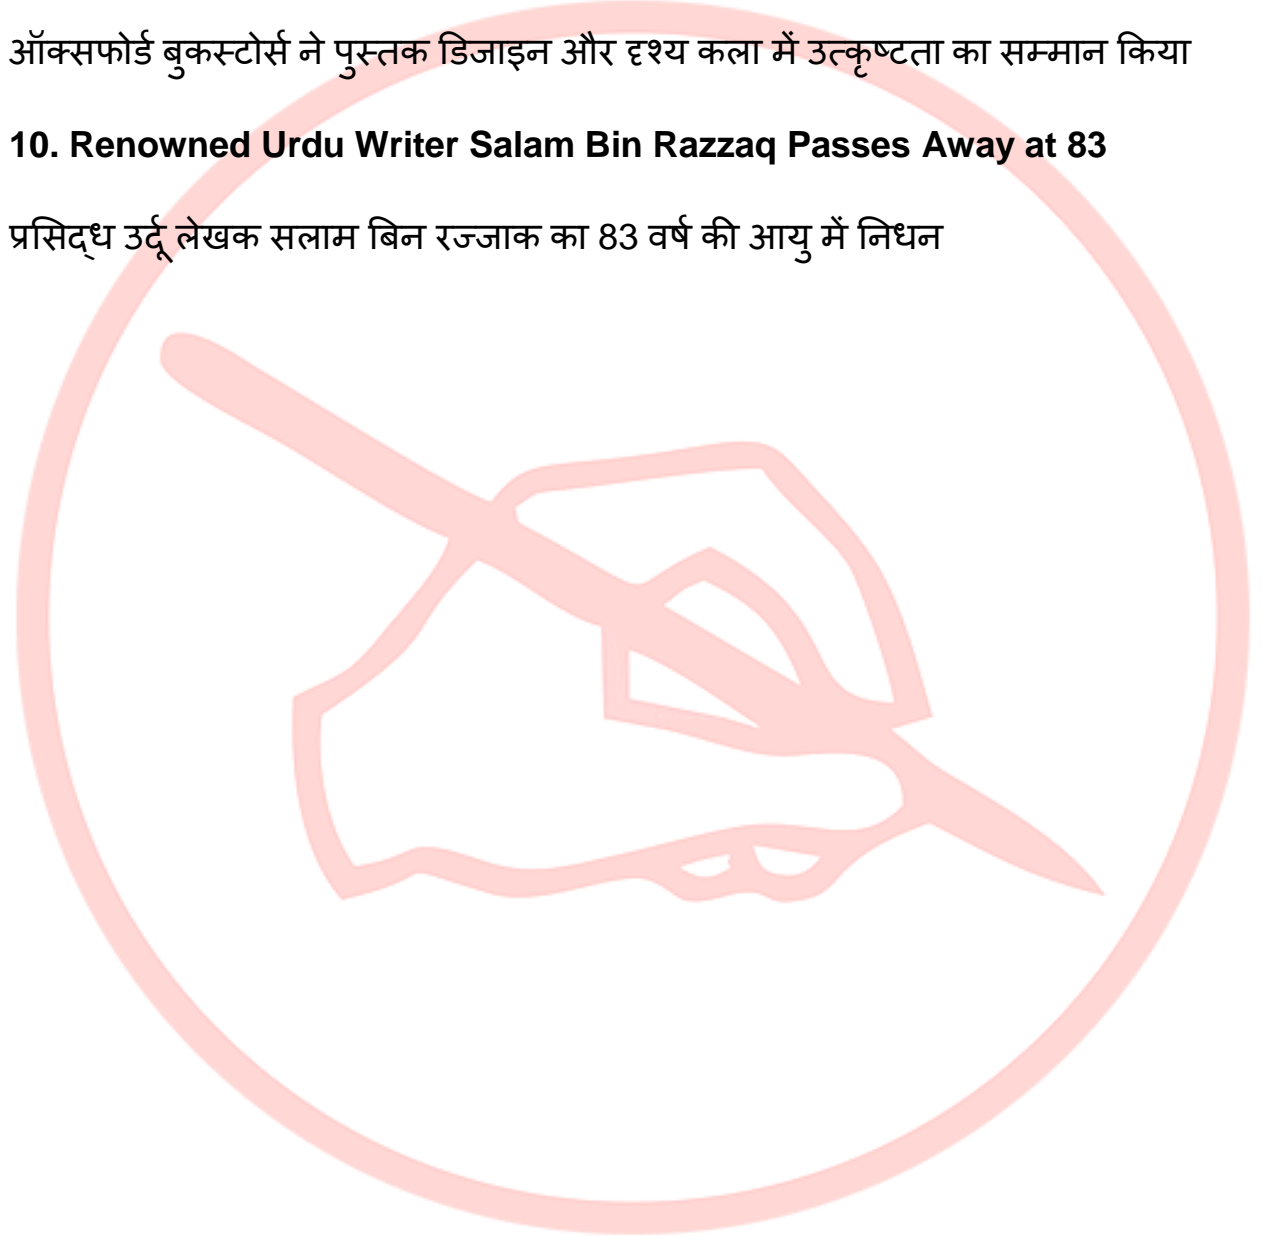 ऑक्सफोर्ड बुकस्टोर्स ने पुस्तक डिजाइन और दृश्य कला में उत्कृष्टता का सम्मान किया
10. Renowned Urdu Writer Salam Bin Razzaq Passes Away at 83
प्रसिद्ध उर्दू लेखक सलाम बिन रज्जाक का 83 वर्ष की आयु में निधन